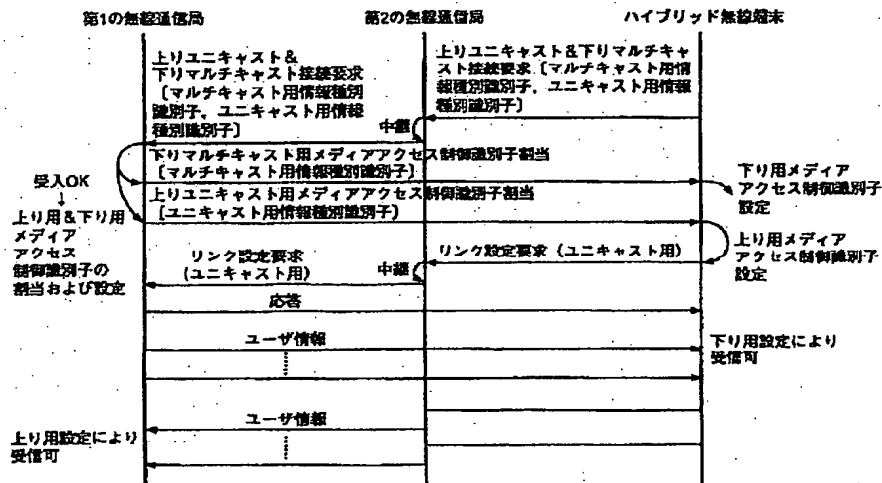 第1の無線通信局
第2の無線通信局
ハイブリッド無線端末
上りユニキャスト&
下りマルチキャスト接続要求
〔マルチキャスト用情報種別
識別子,ユニキャスト用情報
種別識別子〕
上りユニキャスト&下りマルチキャ
スト接続要求〔マルチキャスト用情
報種別識別子,ユニキャスト用情報
種別識別子〕
中継
下りマルチキャスト用メディアアクセス制御識別子割当
〔マルチキャスト用情報種別識別子〕
上りユニキャスト用メディアアクセス制御識別子割当
〔ユニキャスト用情報種別識別子〕
受入OK
↓
上り用&下り用
メディア
アクセス
制御識別子の
割当および設定
下り用メディア
アクセス制御識別子
設定
上り用メディア
アクセス制御識別子
設定
リンク設定要求
(ユニキャスト用)
中継
リンク設定要求(ユニキャスト用)
応答
ユーザ情報
下り用設定により
受信可
ユーザ情報
上り用設定により
受信可